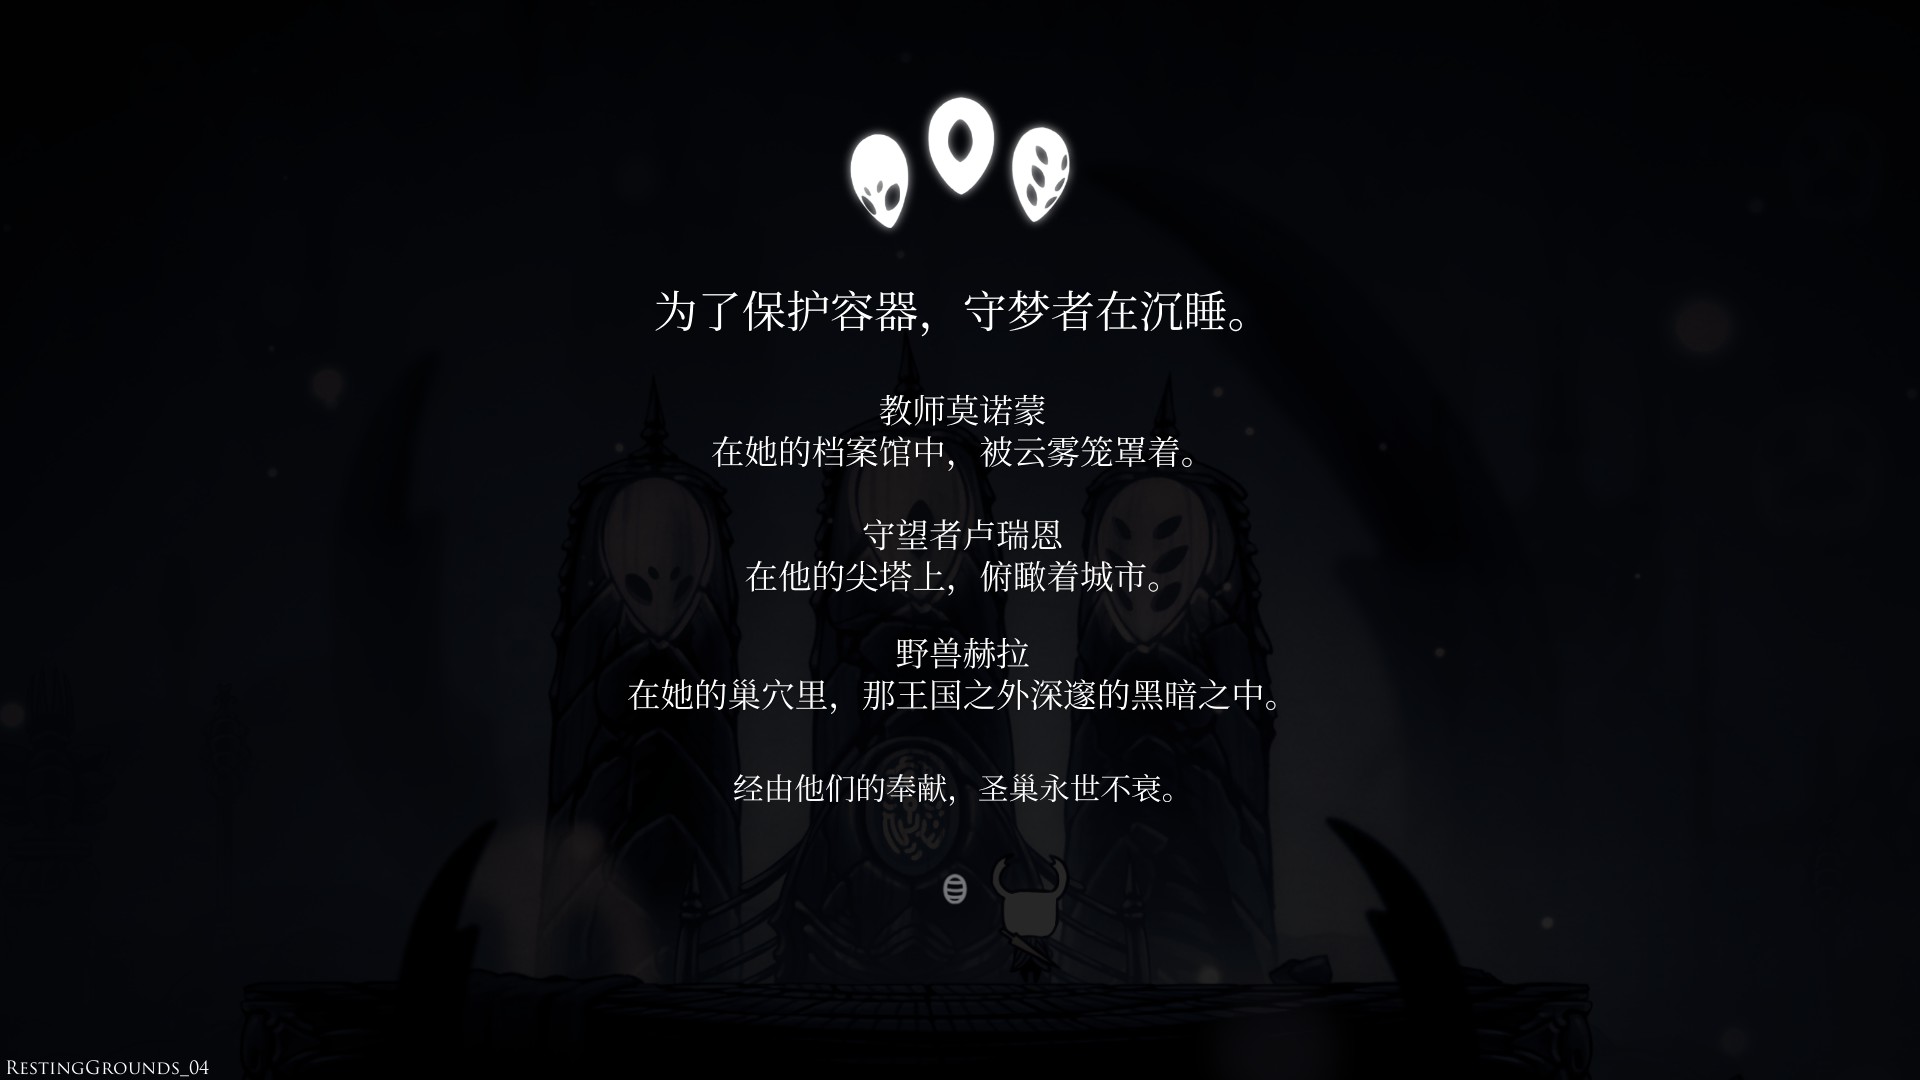 为了保护容器，守梦者在沉睡。
教师莫诺蒙
在她的档案馆中，被云雾笼罩着。
守望者卢瑞恩
在他的尖塔上，俯瞰着城市。
野兽赫拉
在她的巢穴里，那王国之外深邃的黑暗之中。
经由他们的奉献，圣巢永世不衰。
RestingGrounds_04